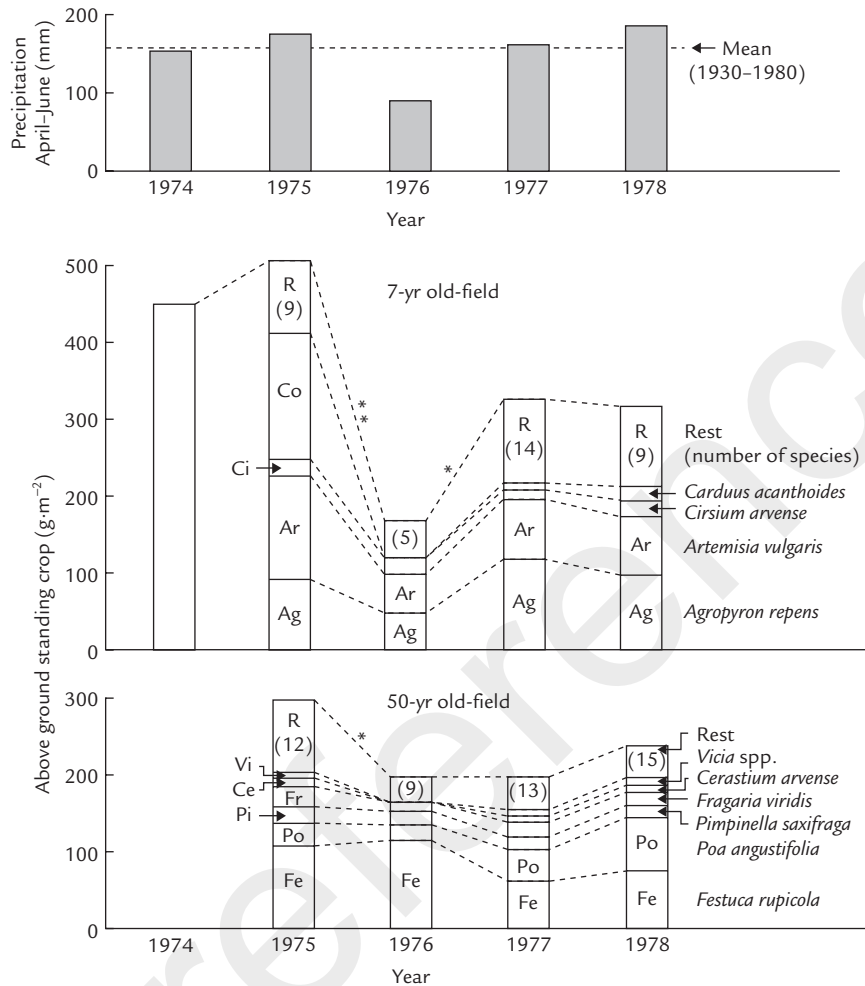 200
100
0
Precipitation
April–June (mm)
Mean
(1930–1980)
1974 1975 1976 1977 1978
Year
Above ground standing crop (g·m⁻²)
500
400
300
200
100
0
7-yr old-field
R
(9)
Co
Ci
Ar
Ag
**
(5)
Ar
Ag
*
R
(14)
Ar
Ag
R
(9)
Ar
Ag
Rest
(number of species)
Carduus acanthoides
Cirsium arvense
Artemisia vulgaris
Agropyron repens
300
200
100
0
50-yr old-field
R
(12)
Vi
Ce
Fr
Pi
Po
Fe
*
(9)
Fe
(13)
Po
Fe
(15)
Po
Fe
Rest
Vicia spp.
Cerastium arvense
Fragaria viridis
Pimpinella saxifraga
Poa angustifolia
Festuca rupicola
1974 1975 1976 1977 1978
Year